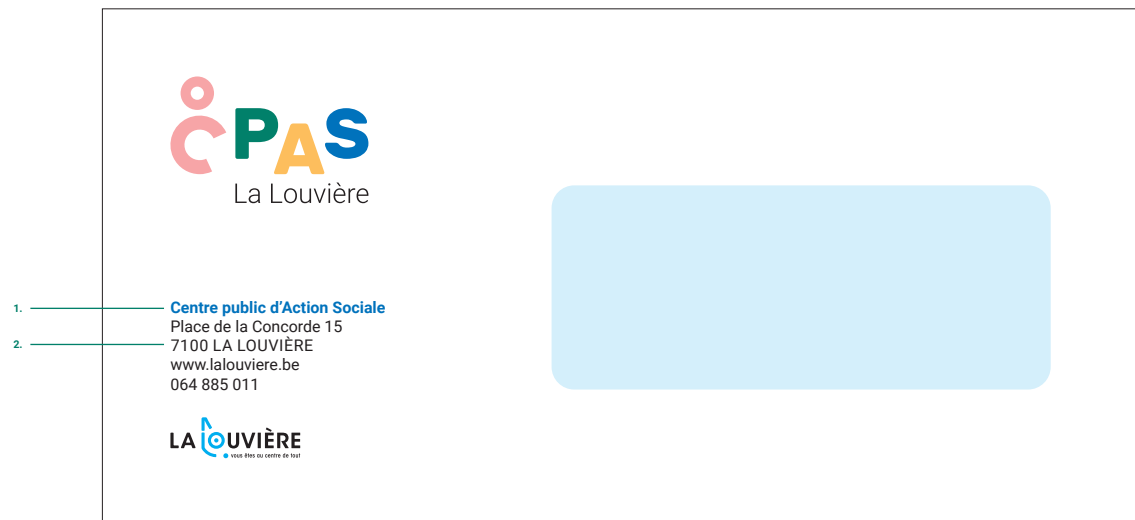 CPAS
La Louvière
1. Centre public d'Action Sociale
Place de la Concorde 15
2. 7100 LA LOUVIÈRE
www.lalouviere.be
064 885 011
LA LOUVIÈRE
vous êtes au centre de tout